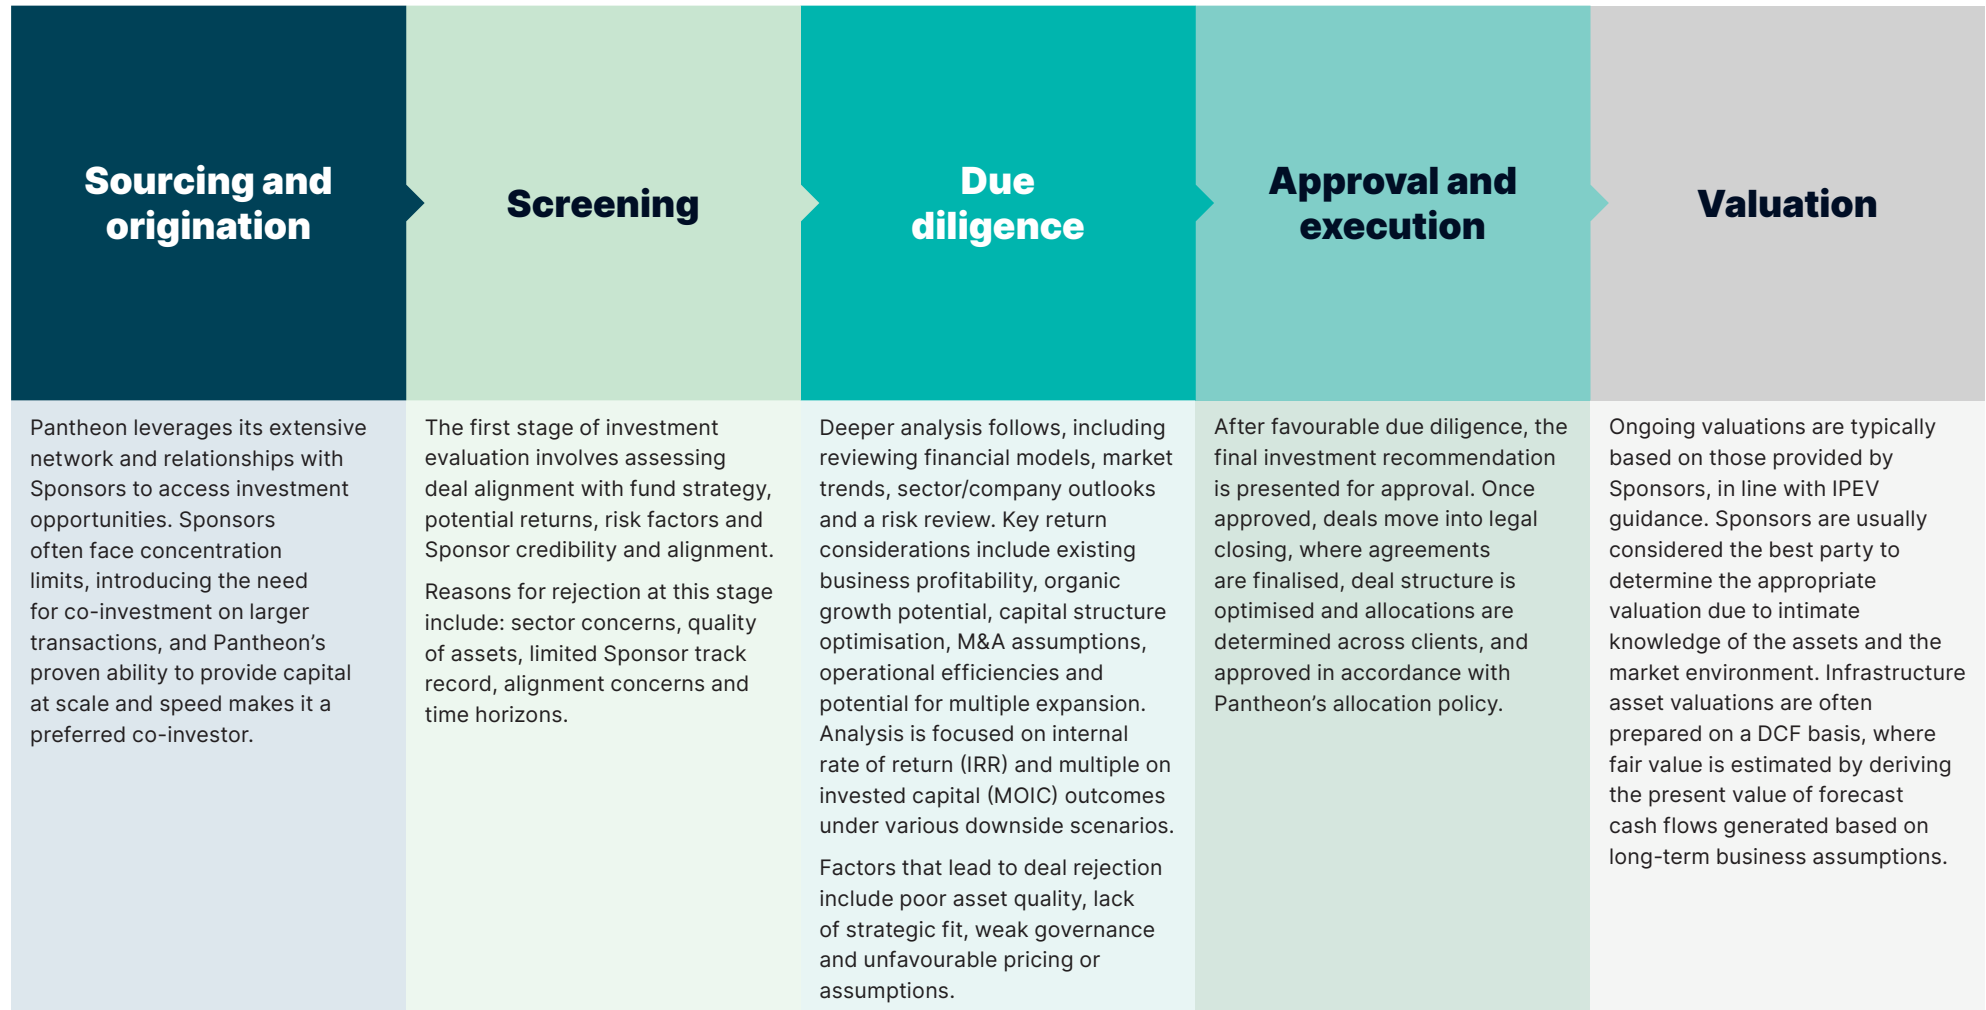 Sourcing and
origination
Pantheon leverages its extensive
network and relationships with
Sponsors to access investment
opportunities. Sponsors
often face concentration
limits, introducing the need
for co-investment on larger
transactions, and Pantheon’s
proven ability to provide capital
at scale and speed makes it a
preferred co-investor.
Screening
The first stage of investment
evaluation involves assessing
deal alignment with fund strategy,
potential returns, risk factors and
Sponsor credibility and alignment.
Reasons for rejection at this stage
include: sector concerns, quality
of assets, limited Sponsor track
record, alignment concerns and
time horizons.
Due
diligence
Deeper analysis follows, including
reviewing financial models, market
trends, sector/company outlooks
and a risk review. Key return
considerations include existing
business profitability, organic
growth potential, capital structure
optimisation, M&A assumptions,
operational efficiencies and
potential for multiple expansion.
Analysis is focused on internal
rate of return (IRR) and multiple on
invested capital (MOIC) outcomes
under various downside scenarios.
Factors that lead to deal rejection
include poor asset quality, lack
of strategic fit, weak governance
and unfavourable pricing or
assumptions.
Approval and
execution
After favourable due diligence, the
final investment recommendation
is presented for approval. Once
approved, deals move into legal
closing, where agreements
are finalised, deal structure is
optimised and allocations are
determined across clients, and
approved in accordance with
Pantheon’s allocation policy.
Valuation
Ongoing valuations are typically
based on those provided by
Sponsors, in line with IPEV
guidance. Sponsors are usually
considered the best party to
determine the appropriate
valuation due to intimate
knowledge of the assets and the
market environment. Infrastructure
asset valuations are often
prepared on a DCF basis, where
fair value is estimated by deriving
the present value of forecast
cash flows generated based on
long-term business assumptions.